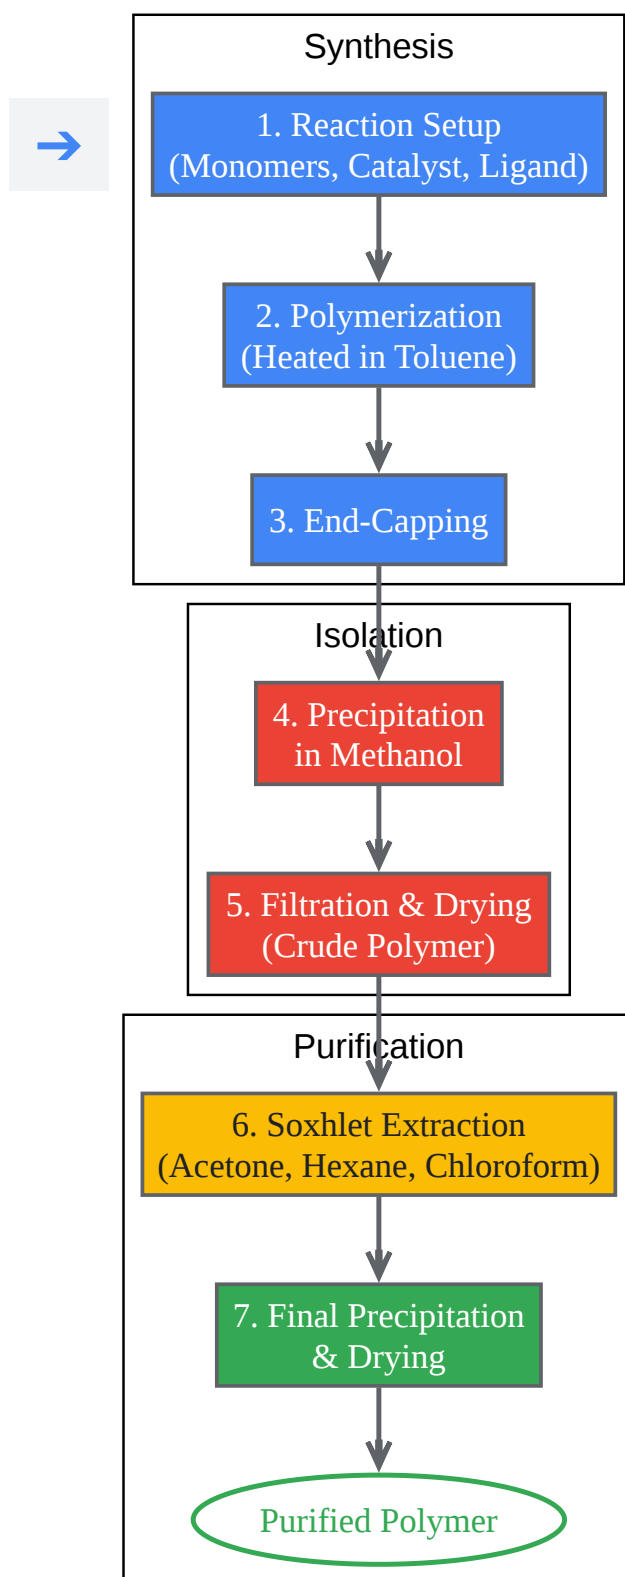 Synthesis
1. Reaction Setup
(Monomers, Catalyst, Ligand)
2. Polymerization
(Heated in Toluene)
3. End-Capping
Isolation
4. Precipitation
in Methanol
5. Filtration & Drying
(Crude Polymer)
Purification
6. Soxhlet Extraction
(Acetone, Hexane, Chloroform)
7. Final Precipitation
& Drying
Purified Polymer